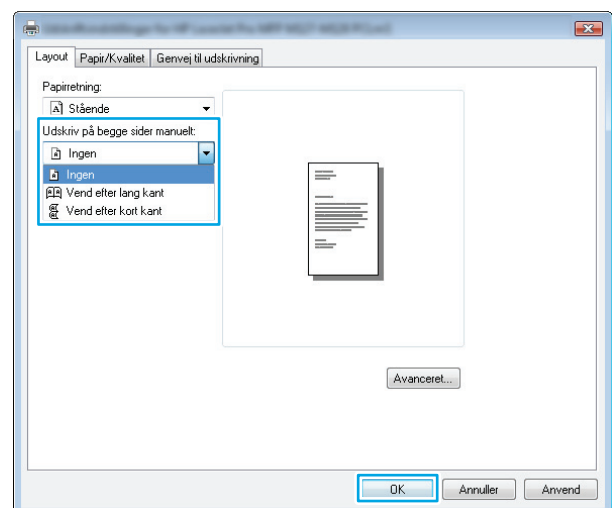 Layout Papir/Kvalitet Genvej til udskrivning
Papirretning:
Stående
Udskriv på begge sider manuelt:
Ingen
Ingen
Vend efter lang kant
Vend efter kort kant
Avanceret...
OK Annuller Anvend